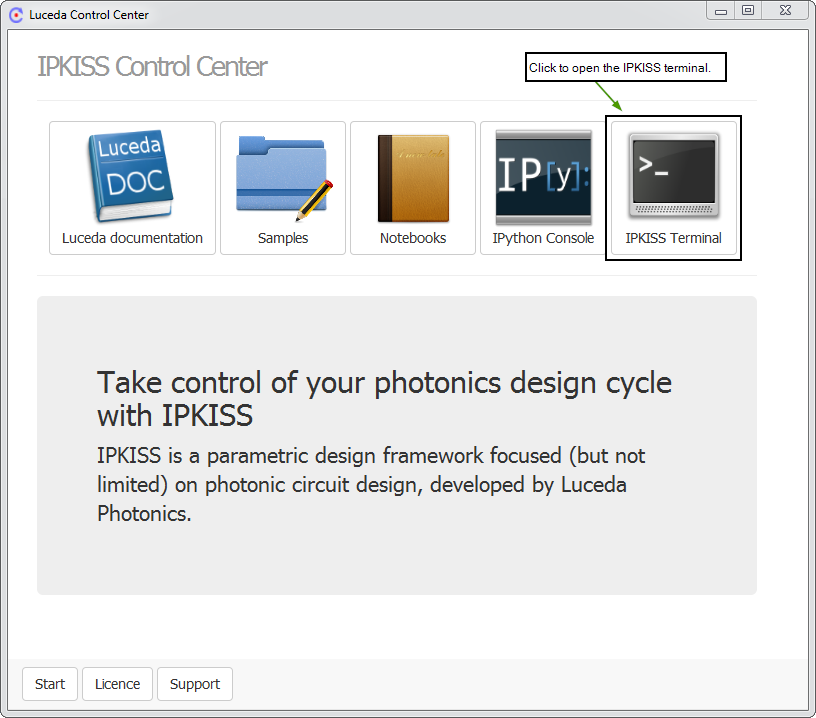 Luceda Control Center
IPKISS Control Center
Click to open the IPKISS terminal.
Luceda
DOC
IP[y]:
>_
Luceda documentation
Samples
Notebooks
IPython Console
IPKISS Terminal
Take control of your photonics design cycle
with IPKISS
IPKISS is a parametric design framework focused (but not
limited) on photonic circuit design, developed by Luceda
Photonics.
Start
Licence
Support